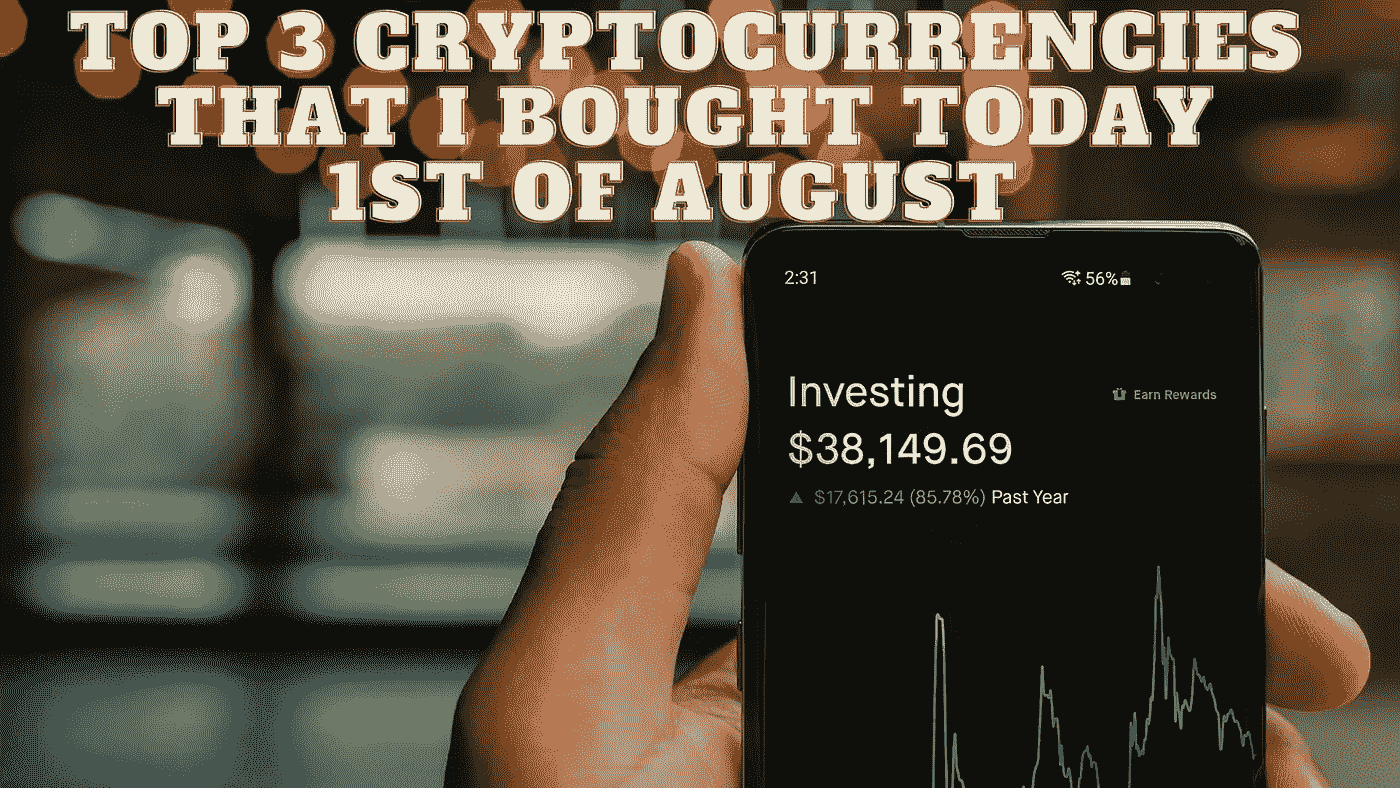 TOP 3 CRYPTOCURRENCIES
THAT I BOUGHT TODAY
1ST OF AUGUST
2:31
56%
Investing
Earn Rewards
$38,149.69
▲ $17,615.24 (85.78%) Past Year